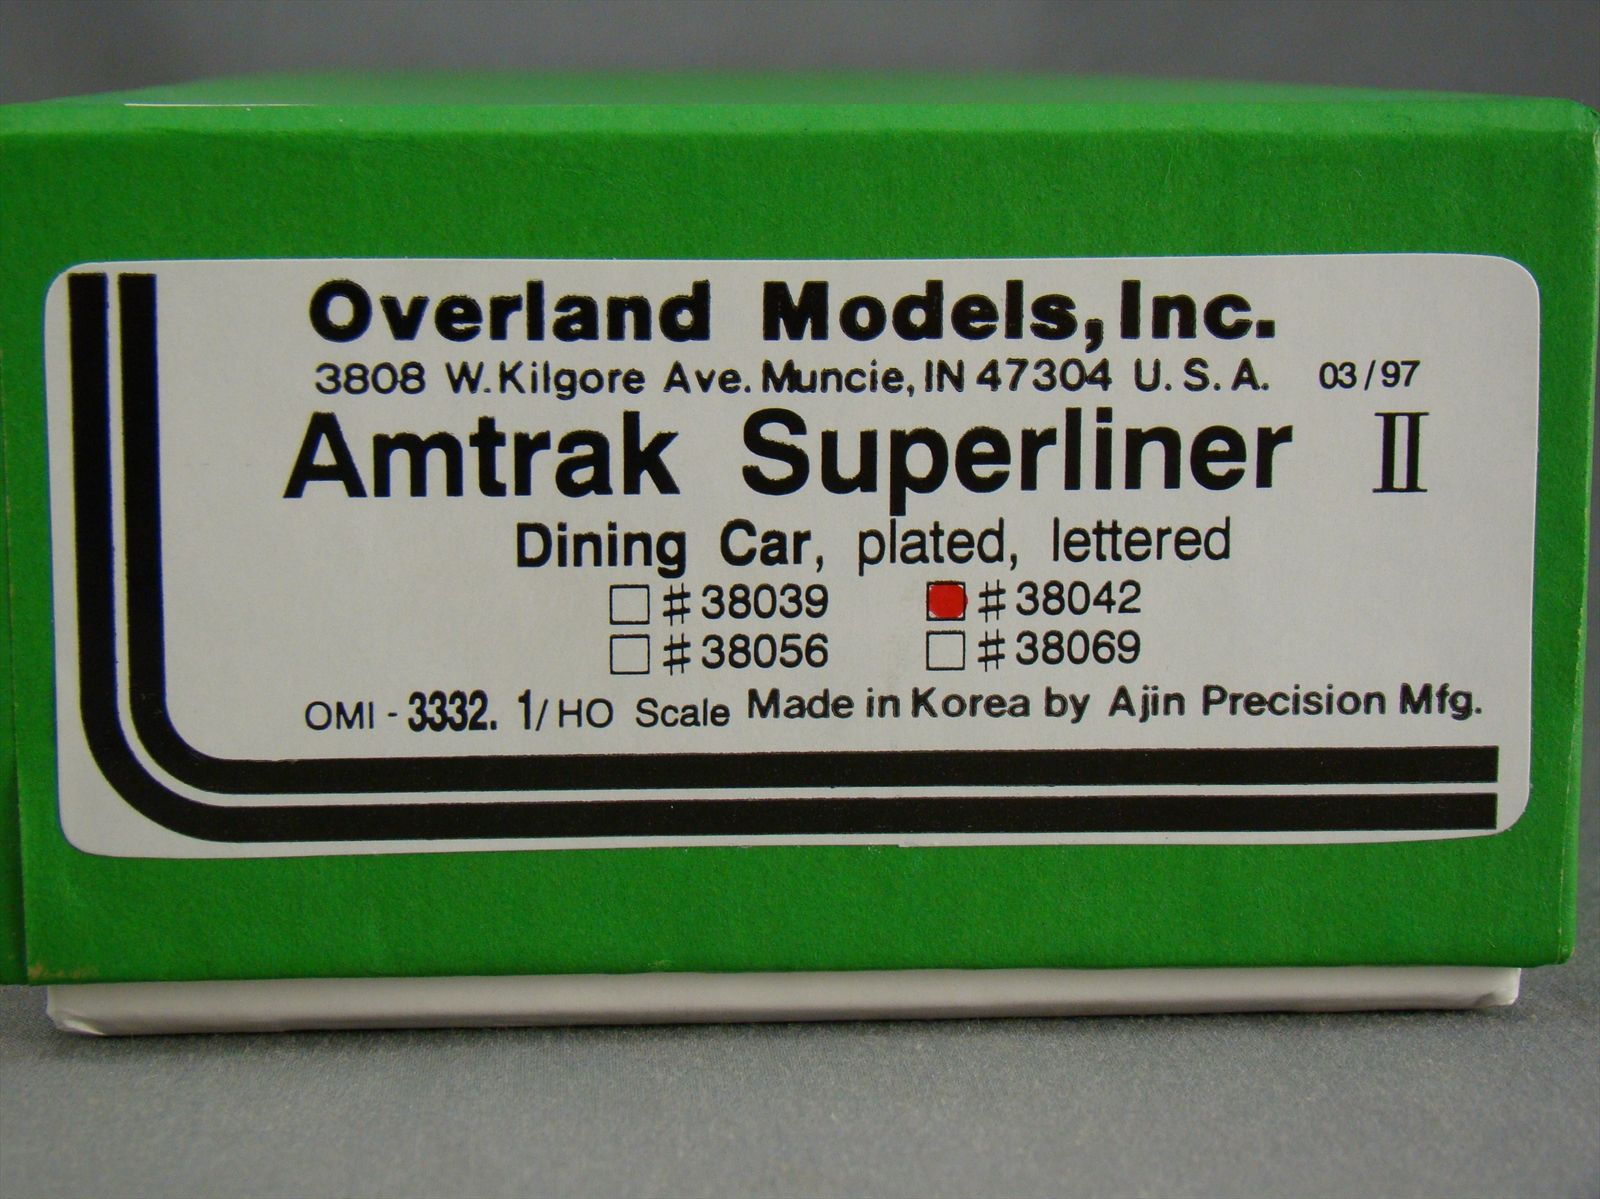 Overland Models, Inc.
3808 W. Kilgore Ave. Muncie, IN 47304 U. S. A. 03/97
Amtrak Superliner II
Dining Car, plated, lettered
#38039 #38042
#38056 #38069
OMI - 3332. 1/ HO Scale Made in Korea by Ajin Precision Mfg.